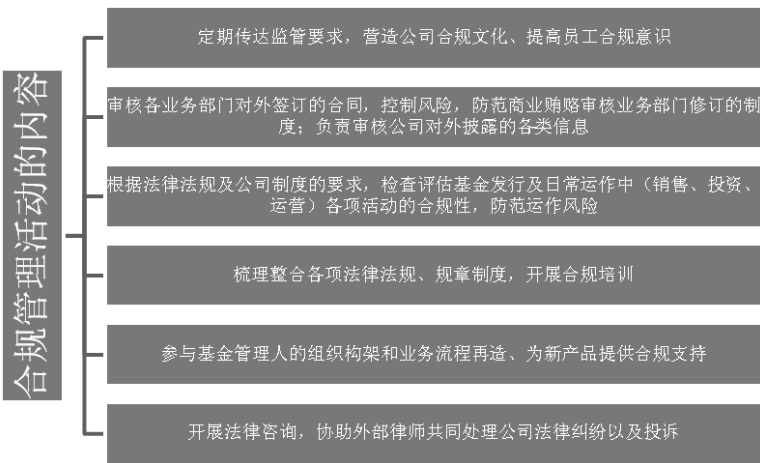 合规管理活动的内容
定期传达监管要求，营造公司合规文化、提高员工合规意识
审核各业务部门对外签订的合同，控制风险，防范商业贿赂审核业务部门修订的制
度；负责审核公司对外披露的各类信息
根据法律法规及公司制度的要求，检查评估基金发行及日常运作中（销售、投资、
运营）各项活动的合规性，防范运作风险
梳理整合各项法律法规、规章制度，开展合规培训
参与基金管理人的组织构架和业务流程再造、为新产品提供合规支持
开展法律咨询，协助外部律师共同处理公司法律纠纷以及投诉